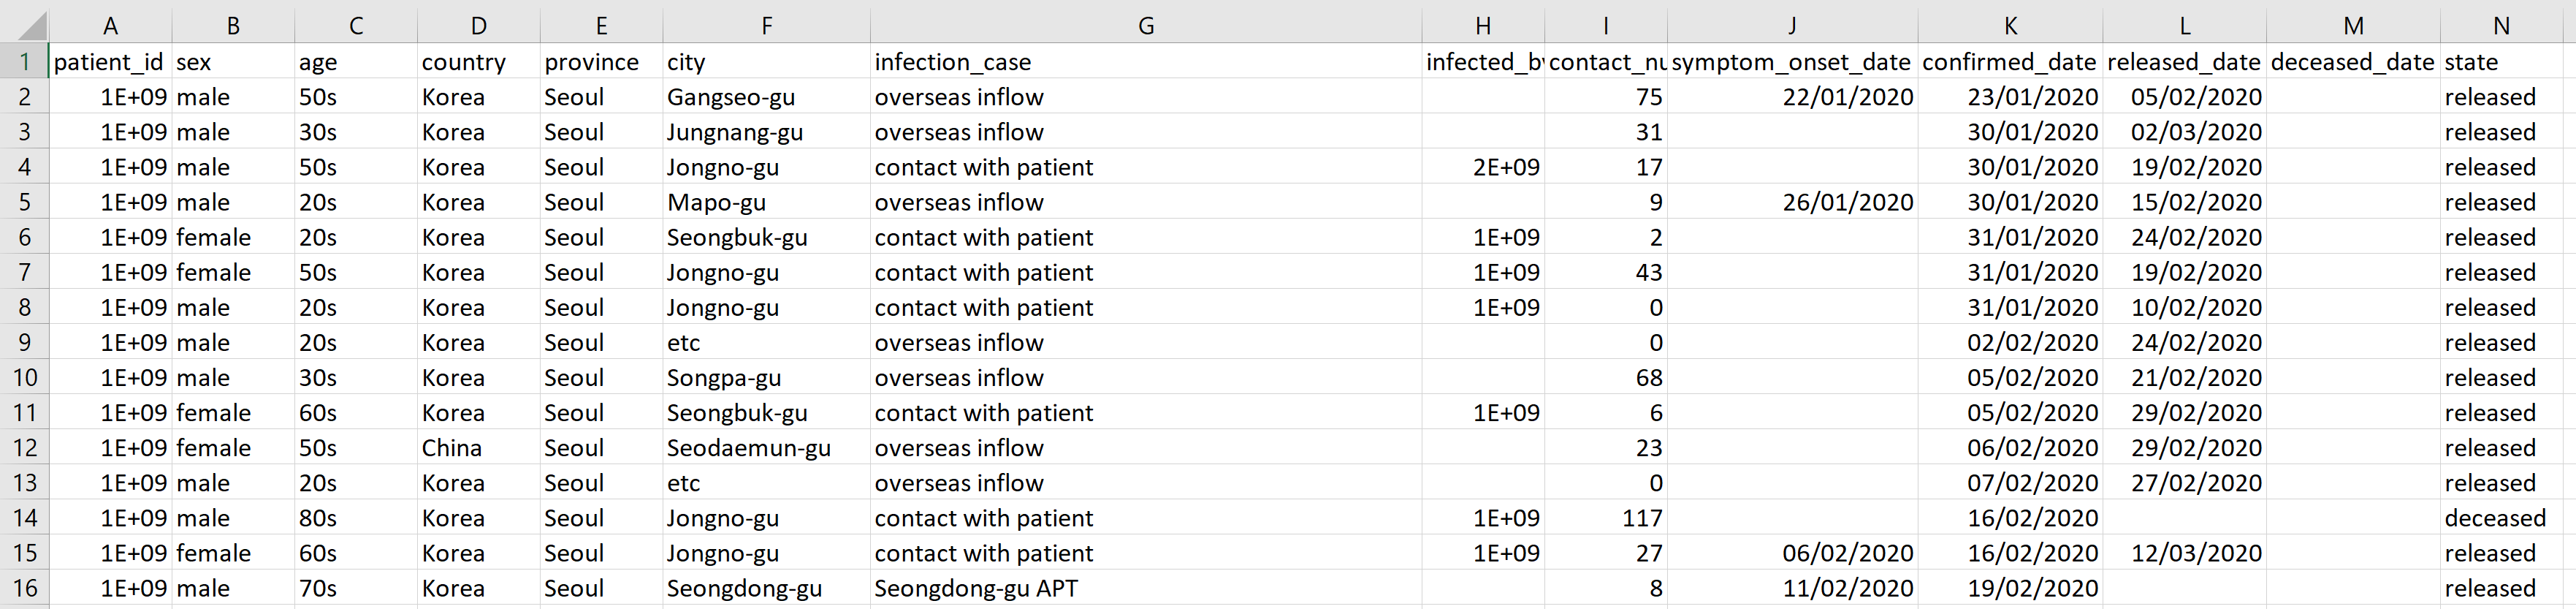 A B C D E F G H I J K L M N
1 patient_id sex age country province city infection_case infected_by contact_nu symptom_onset_date confirmed_date released_date deceased_date state
2 1E+09 male 50s Korea Seoul Gangseo-gu overseas inflow 75 22/01/2020 23/01/2020 05/02/2020 released
3 1E+09 male 30s Korea Seoul Jungnang-gu overseas inflow 31 30/01/2020 02/03/2020 released
4 1E+09 male 50s Korea Seoul Jongno-gu contact with patient 2E+09 17 30/01/2020 19/02/2020 released
5 1E+09 male 20s Korea Seoul Mapo-gu overseas inflow 9 26/01/2020 30/01/2020 15/02/2020 released
6 1E+09 female 20s Korea Seoul Seongbuk-gu contact with patient 1E+09 2 31/01/2020 24/02/2020 released
7 1E+09 female 50s Korea Seoul Jongno-gu contact with patient 1E+09 43 31/01/2020 19/02/2020 released
8 1E+09 male 20s Korea Seoul Jongno-gu contact with patient 1E+09 0 31/01/2020 10/02/2020 released
9 1E+09 male 20s Korea Seoul etc overseas inflow 0 02/02/2020 24/02/2020 released
10 1E+09 male 30s Korea Seoul Songpa-gu overseas inflow 68 05/02/2020 21/02/2020 released
11 1E+09 female 60s Korea Seoul Seongbuk-gu contact with patient 1E+09 6 05/02/2020 29/02/2020 released
12 1E+09 female 50s China Seoul Seodaemun-gu overseas inflow 23 06/02/2020 29/02/2020 released
13 1E+09 male 20s Korea Seoul etc overseas inflow 0 07/02/2020 27/02/2020 released
14 1E+09 male 80s Korea Seoul Jongno-gu contact with patient 1E+09 117 16/02/2020 deceased
15 1E+09 female 60s Korea Seoul Jongno-gu contact with patient 1E+09 27 06/02/2020 16/02/2020 12/03/2020 released
16 1E+09 male 70s Korea Seoul Seongdong-gu Seongdong-gu APT 8 11/02/2020 19/02/2020 released